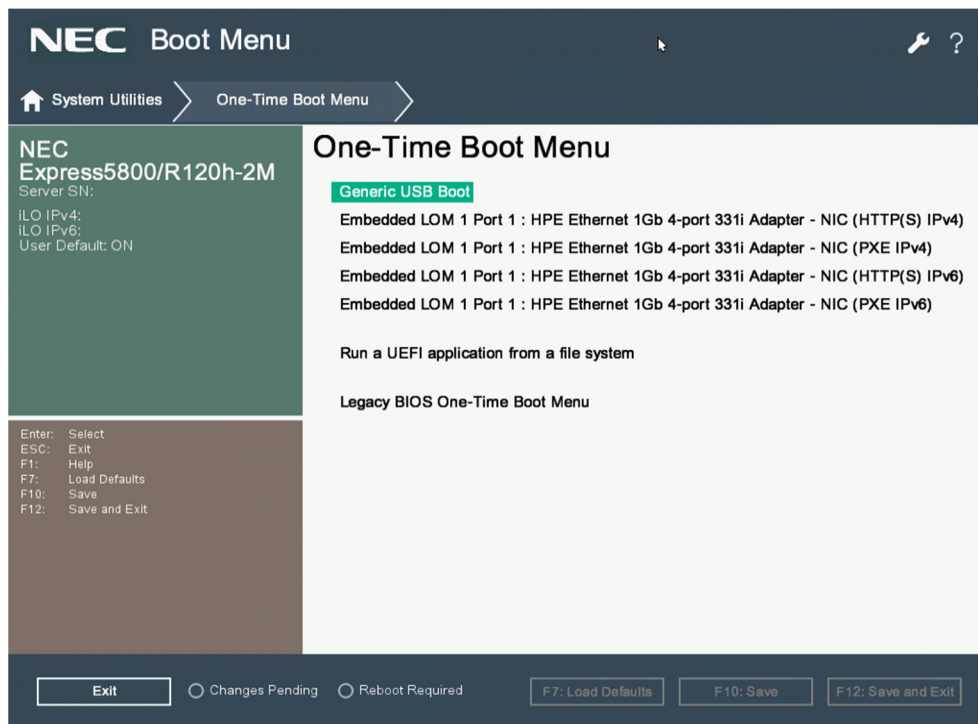 NEC Boot Menu
?
System Utilities
One-Time Boot Menu
NEC
Express5800/R120h-2M
Server SN:
iLO IPv4:
iLO IPv6:
User Default: ON
Enter: Select
ESC: Exit
F1: Help
F7: Load Defaults
F10: Save
F12: Save and Exit
One-Time Boot Menu
Generic USB Boot
Embedded LOM 1 Port 1 : HPE Ethernet 1Gb 4-port 331i Adapter - NIC (HTTP(S) IPv4)
Embedded LOM 1 Port 1 : HPE Ethernet 1Gb 4-port 331i Adapter - NIC (PXE IPv4)
Embedded LOM 1 Port 1 : HPE Ethernet 1Gb 4-port 331i Adapter - NIC (HTTP(S) IPv6)
Embedded LOM 1 Port 1 : HPE Ethernet 1Gb 4-port 331i Adapter - NIC (PXE IPv6)
Run a UEFI application from a file system
Legacy BIOS One-Time Boot Menu
Exit
Changes Pending
Reboot Required
F7: Load Defaults
F10: Save
F12: Save and Exit